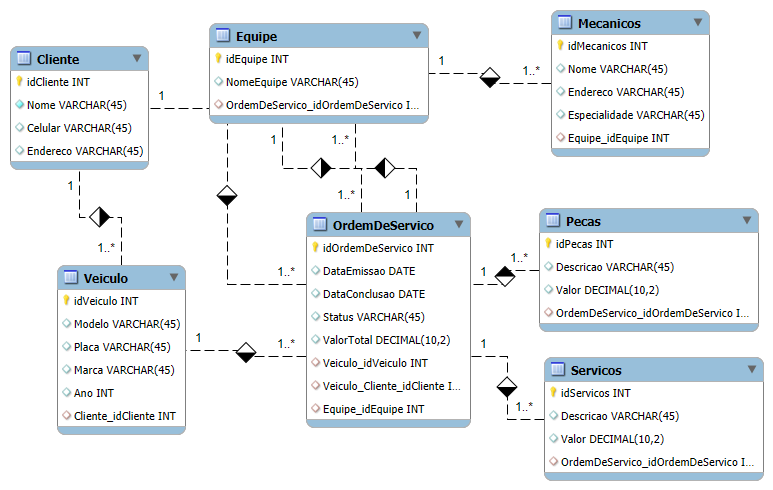 Cliente
idCliente INT
Nome VARCHAR(45)
Celular VARCHAR(45)
Endereco VARCHAR(45)
Equipe
idEquipe INT
NomeEquipe VARCHAR(45)
OrdemDeServico_idOrdemDeServico I...
Mecanicos
idMecanicos INT
Nome VARCHAR(45)
Endereco VARCHAR(45)
Especialidade VARCHAR(45)
Equipe_idEquipe INT
1
1..*
1
1
1..*
1
1..*
1..*
1
1
1..*
Veiculo
idVeiculo INT
Modelo VARCHAR(45)
Placa VARCHAR(45)
Marca VARCHAR(45)
Ano INT
Cliente_idCliente INT
1
1..*
1..*
OrdemDeServico
idOrdemDeServico INT
DataEmissao DATE
DataConclusao DATE
Status VARCHAR(45)
ValorTotal DECIMAL(10,2)
Veiculo_idVeiculo INT
Veiculo_Cliente_idCliente I...
Equipe_idEquipe INT
1
1..*
Pecas
idPecas INT
Descricao VARCHAR(45)
Valor DECIMAL(10,2)
OrdemDeServico_idOrdemDeServico I...
1
1..*
Servicos
idServicos INT
Descricao VARCHAR(45)
Valor DECIMAL(10,2)
OrdemDeServico_idOrdemDeServico I...